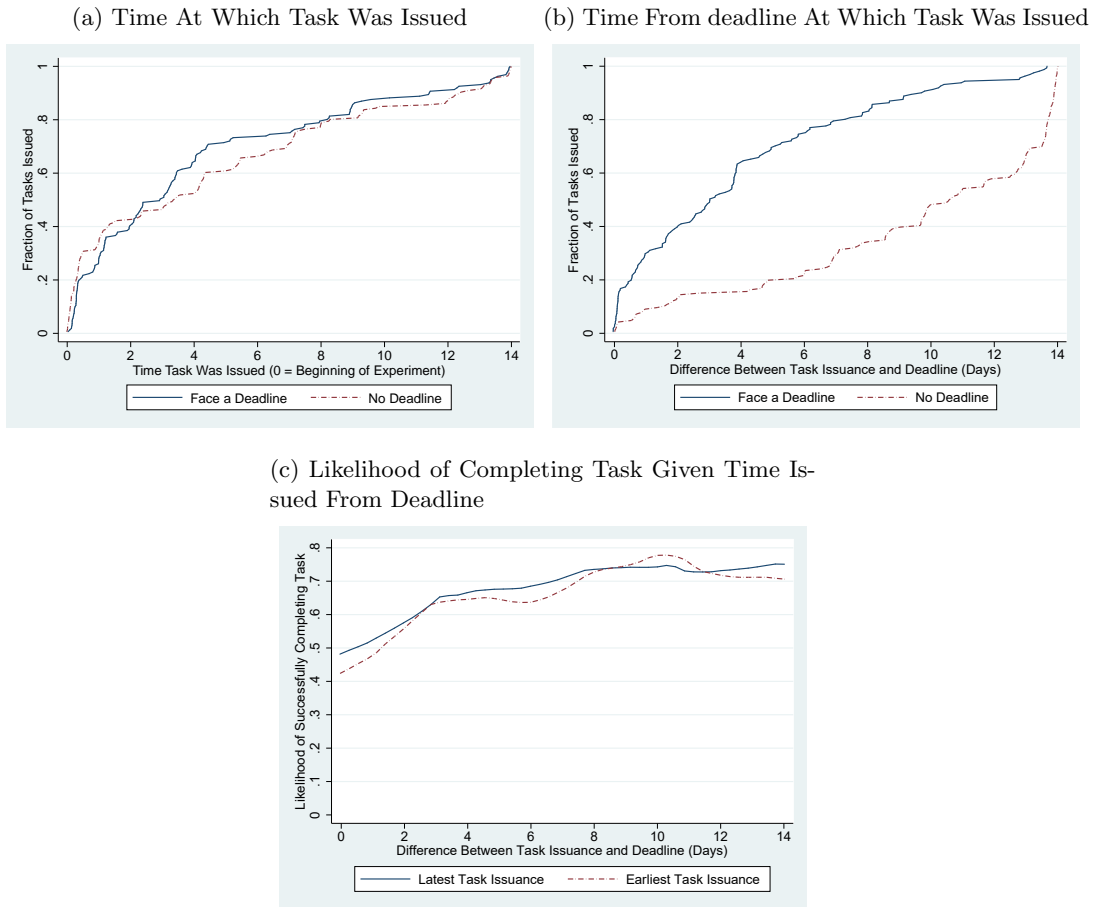 (a) Time At Which Task Was Issued
Fraction of Tasks Issued
0 .2 .4 .6 .8 1
0 2 4 6 8 10 12 14
Time Task Was Issued (0 = Beginning of Experiment)
Face a Deadline No Deadline
(b) Time From deadline At Which Task Was Issued
Fraction of Tasks Issued
0 .2 .4 .6 .8 1
0 2 4 6 8 10 12 14
Difference Between Task Issuance and Deadline (Days)
Face a Deadline No Deadline
(c) Likelihood of Completing Task Given Time Is-
sued From Deadline
Likelihood of Successfully Completing Task
0 .1 .2 .3 .4 .5 .6 .7 .8
0 2 4 6 8 10 12 14
Difference Between Task Issuance and Deadline (Days)
Latest Task Issuance Earliest Task Issuance